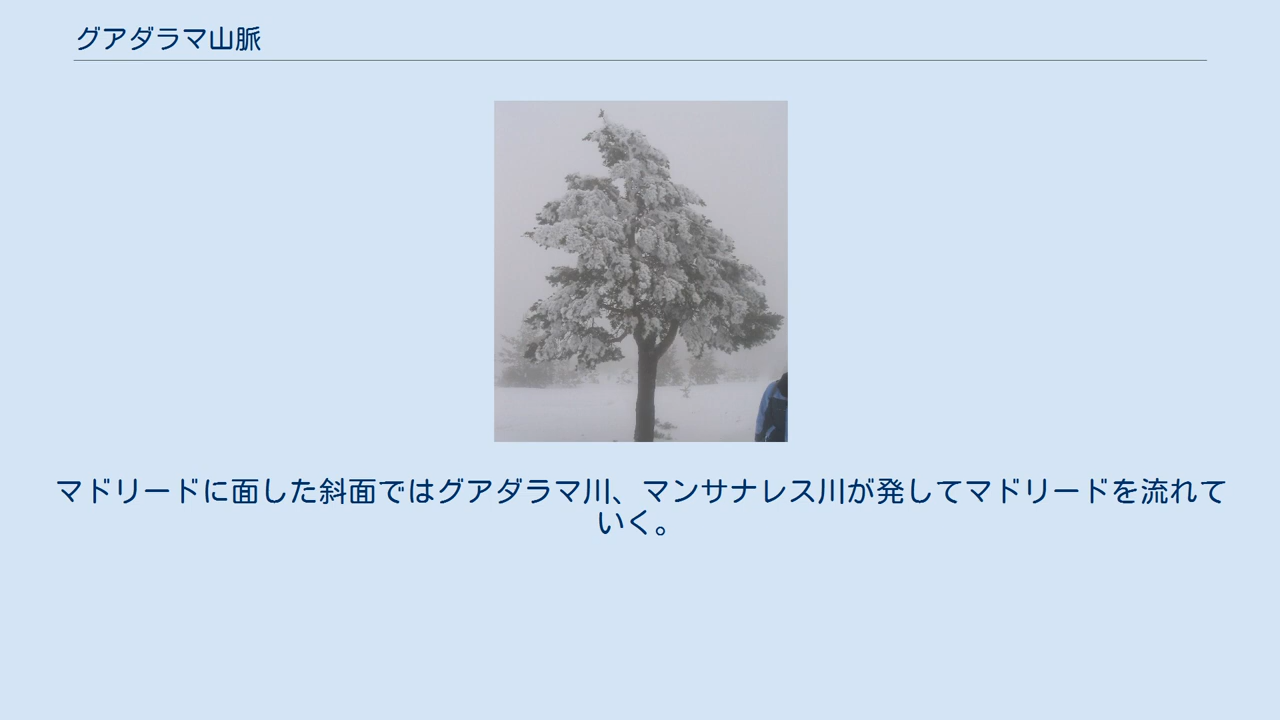 グアダラマ山脈
マドリードに面した斜面ではグアダラマ川、マンサナレス川が発してマドリードを流れて
いく。